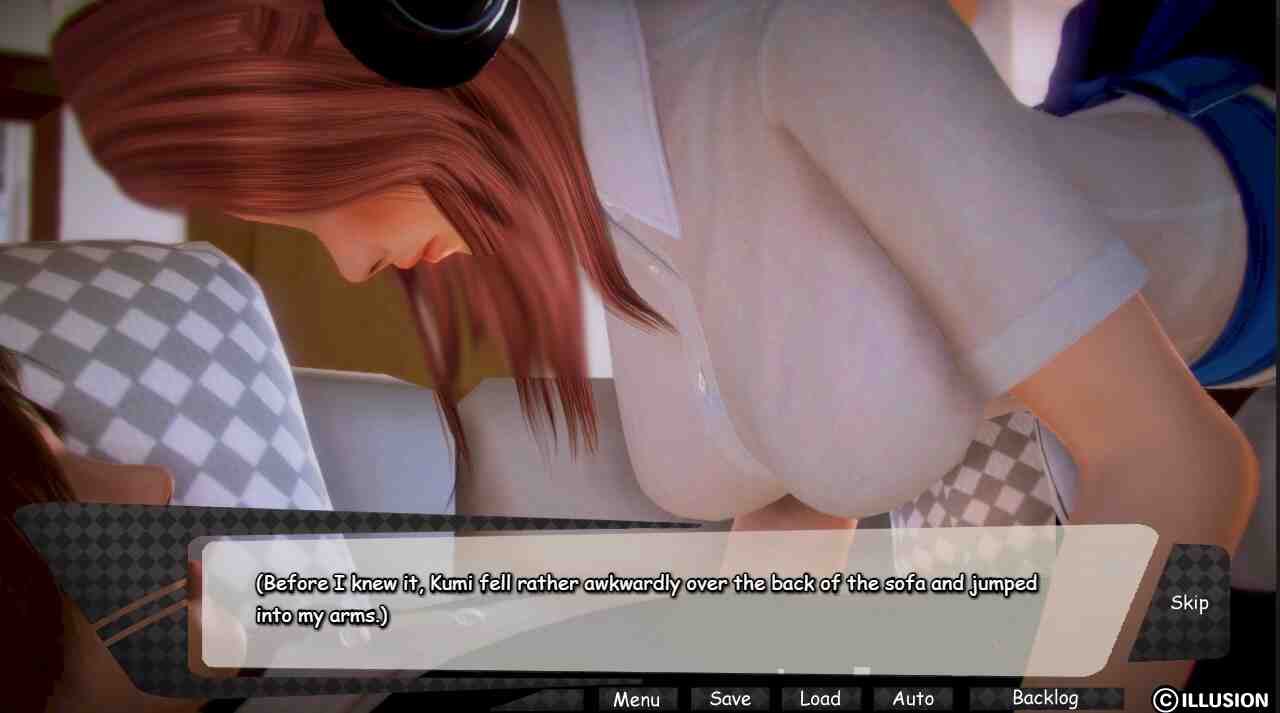 (Before I knew it, Kumi fell rather awkwardly over the back of the sofa and jumped
into my arms.)
Skip
Menu Save Load Auto Backlog
©ILLUSION